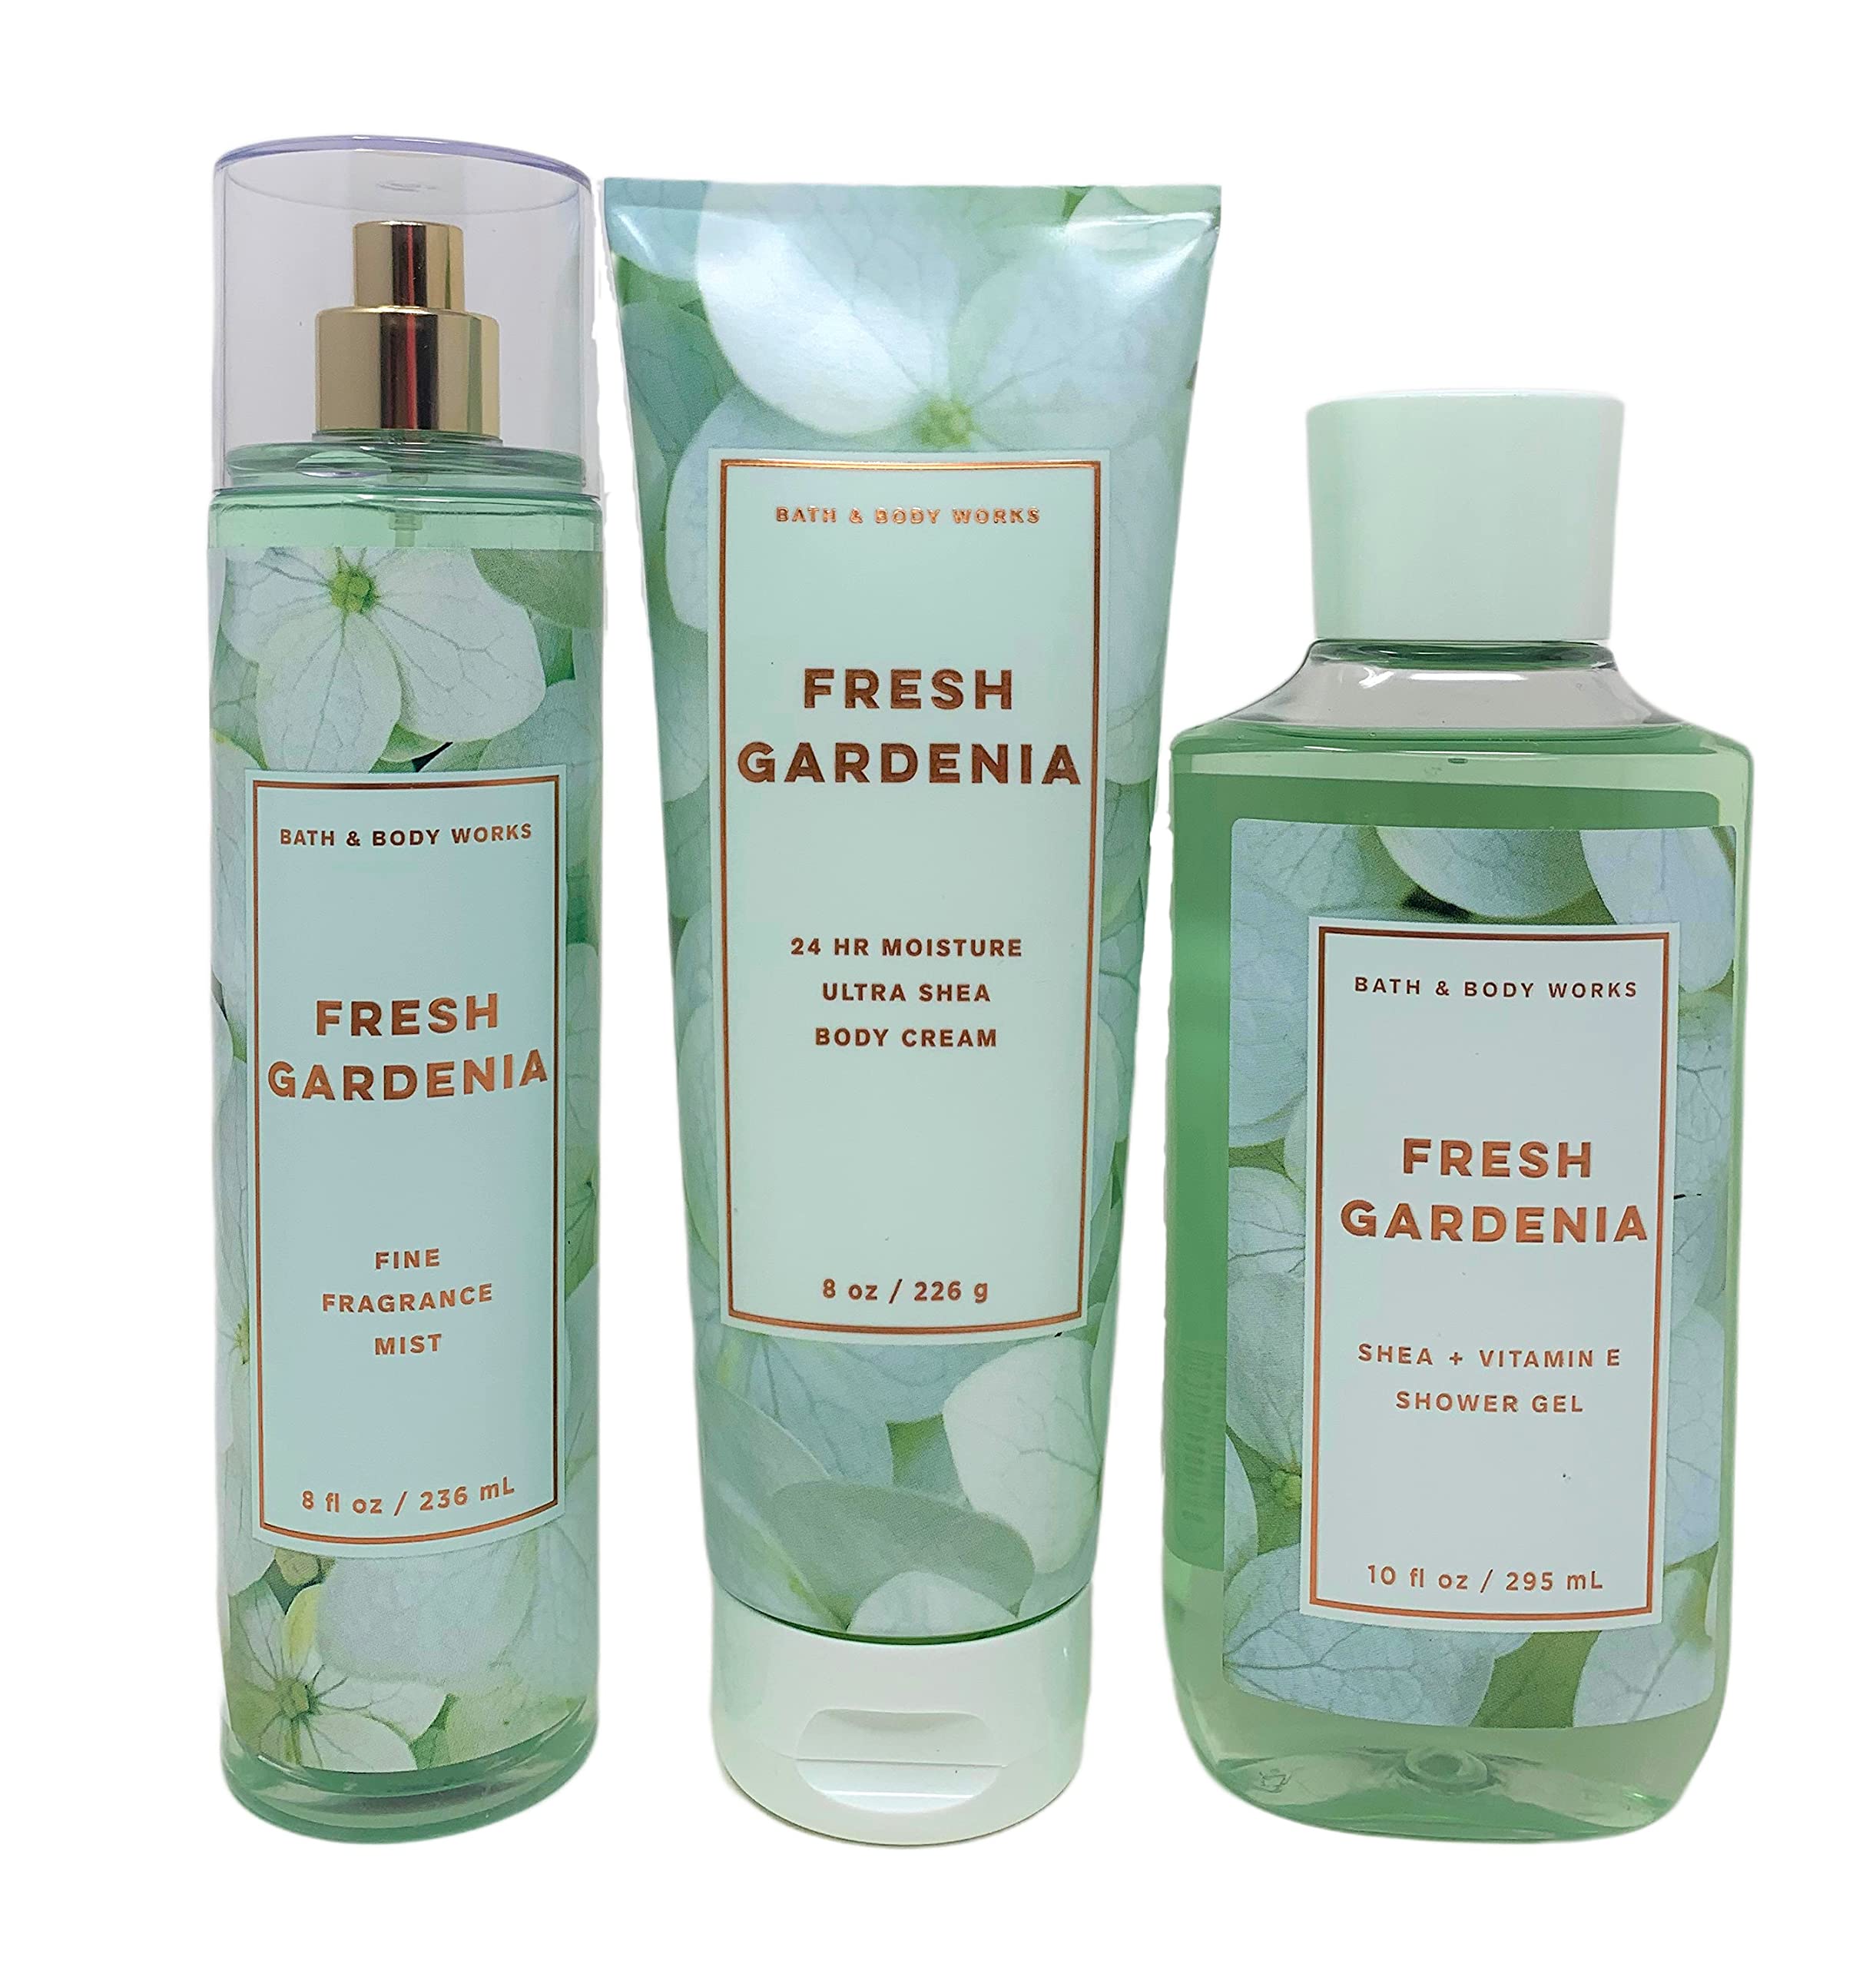 BATH & BODY WORKS
FRESH
GARDENIA
FINE
FRAGRANCE
MIST
8 fl oz / 236 mL
BATH & BODY WORKS
FRESH
GARDENIA
24 HR MOISTURE
ULTRA SHEA
BODY CREAM
8 oz / 226 g
BATH & BODY WORKS
FRESH
GARDENIA
SHEA + VITAMIN E
SHOWER GEL
10 fl oz / 295 mL